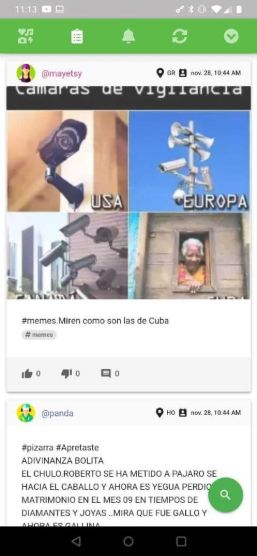 11:13
@mayetsy
GR nov. 28, 10:44 AM
Cámaras de vigilancia
USA
EUROPA
CANADA
CUBA
#memes.Miren como son las de Cuba
# memes
0 0 0
@panda
HO nov. 28, 10:44 AM
#pizarra #Apretaste
ADIVINANZA BOLITA
EL CHULO.ROBERTO SE HA METIDO A PAJARO SE
HACIA EL CABALLO Y AHORA ES YEGUA PERDIO
MATRIMONIO EN EL MES 09 EN TIEMPOS DE
DIAMANTES Y JOYAS ..MIRA QUE FUE GALLO Y
AHORA ES GALLINA